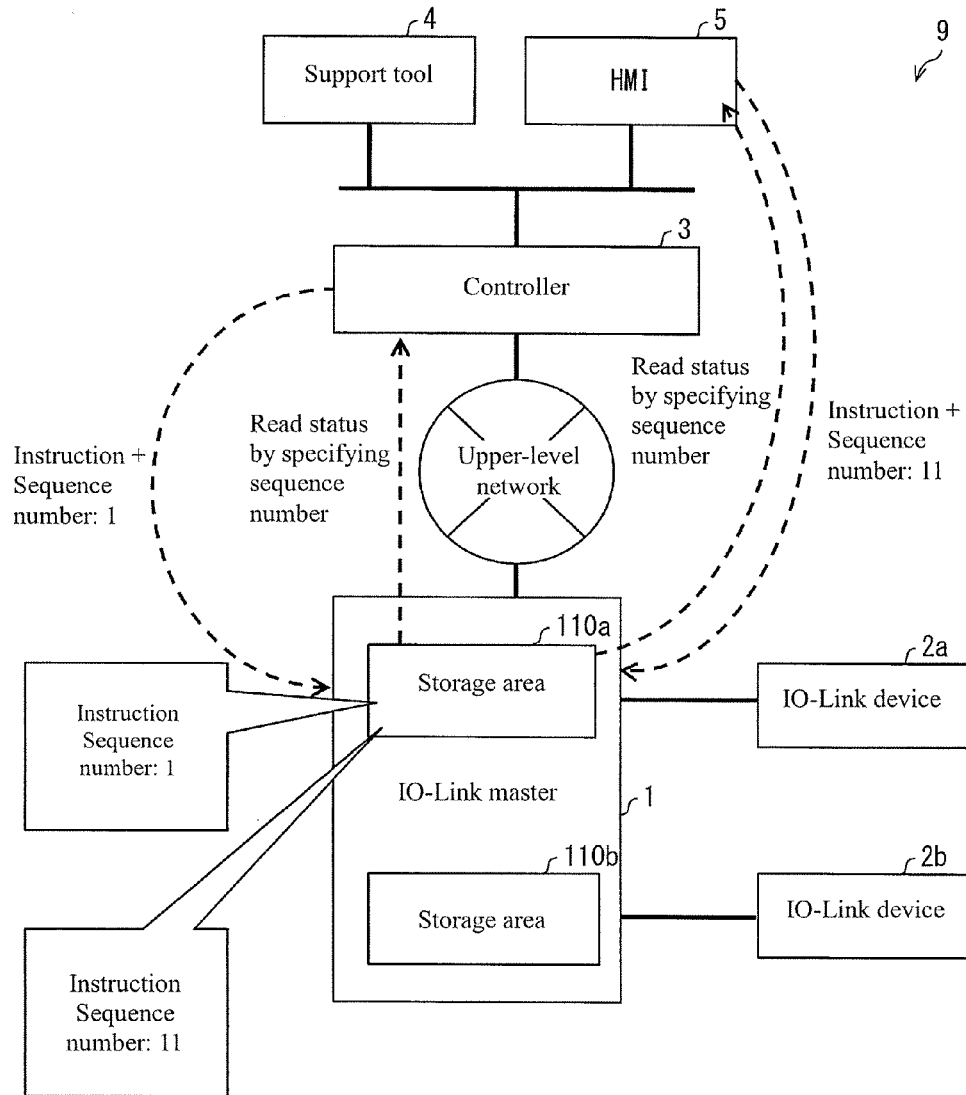 4
5
9
Support tool
HMI
3
Controller
Read status
by specifying
sequence
number
Read status
by specifying
sequence
number
Instruction +
Sequence
number: 11
Instruction +
Sequence
number: 1
Upper-level
network
110a
2a
Storage area
IO-Link device
Instruction
Sequence
number: 1
IO-Link master
1
110b
2b
Storage area
IO-Link device
Instruction
Sequence
number: 11